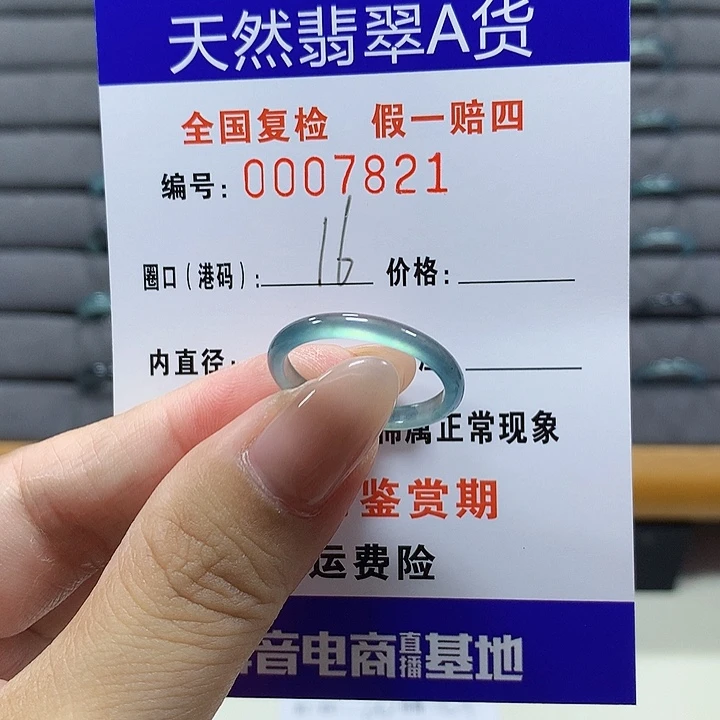 天然翡翠A货
全国复检 假一赔四
编号: 0007821
圈口(港码): 16 价格:
内直径:
属正常现象
鉴赏期
运费险
音电商直播基地